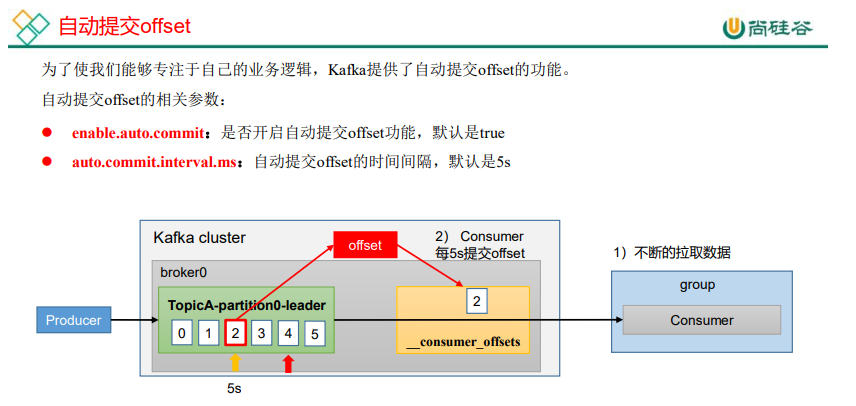 自动提交offset
尚硅谷
为了使我们能够专注于自己的业务逻辑，Kafka提供了自动提交offset的功能。
自动提交offset的相关参数：
enable.auto.commit：是否开启自动提交offset功能，默认是true
auto.commit.interval.ms：自动提交offset的时间间隔，默认是5s
Kafka cluster
offset
2） Consumer
每5s提交offset
1）不断的拉取数据
broker0
group
TopicA-partition0-leader
2
Producer
0 1 2 3 4 5
Consumer
__consumer_offsets
5s